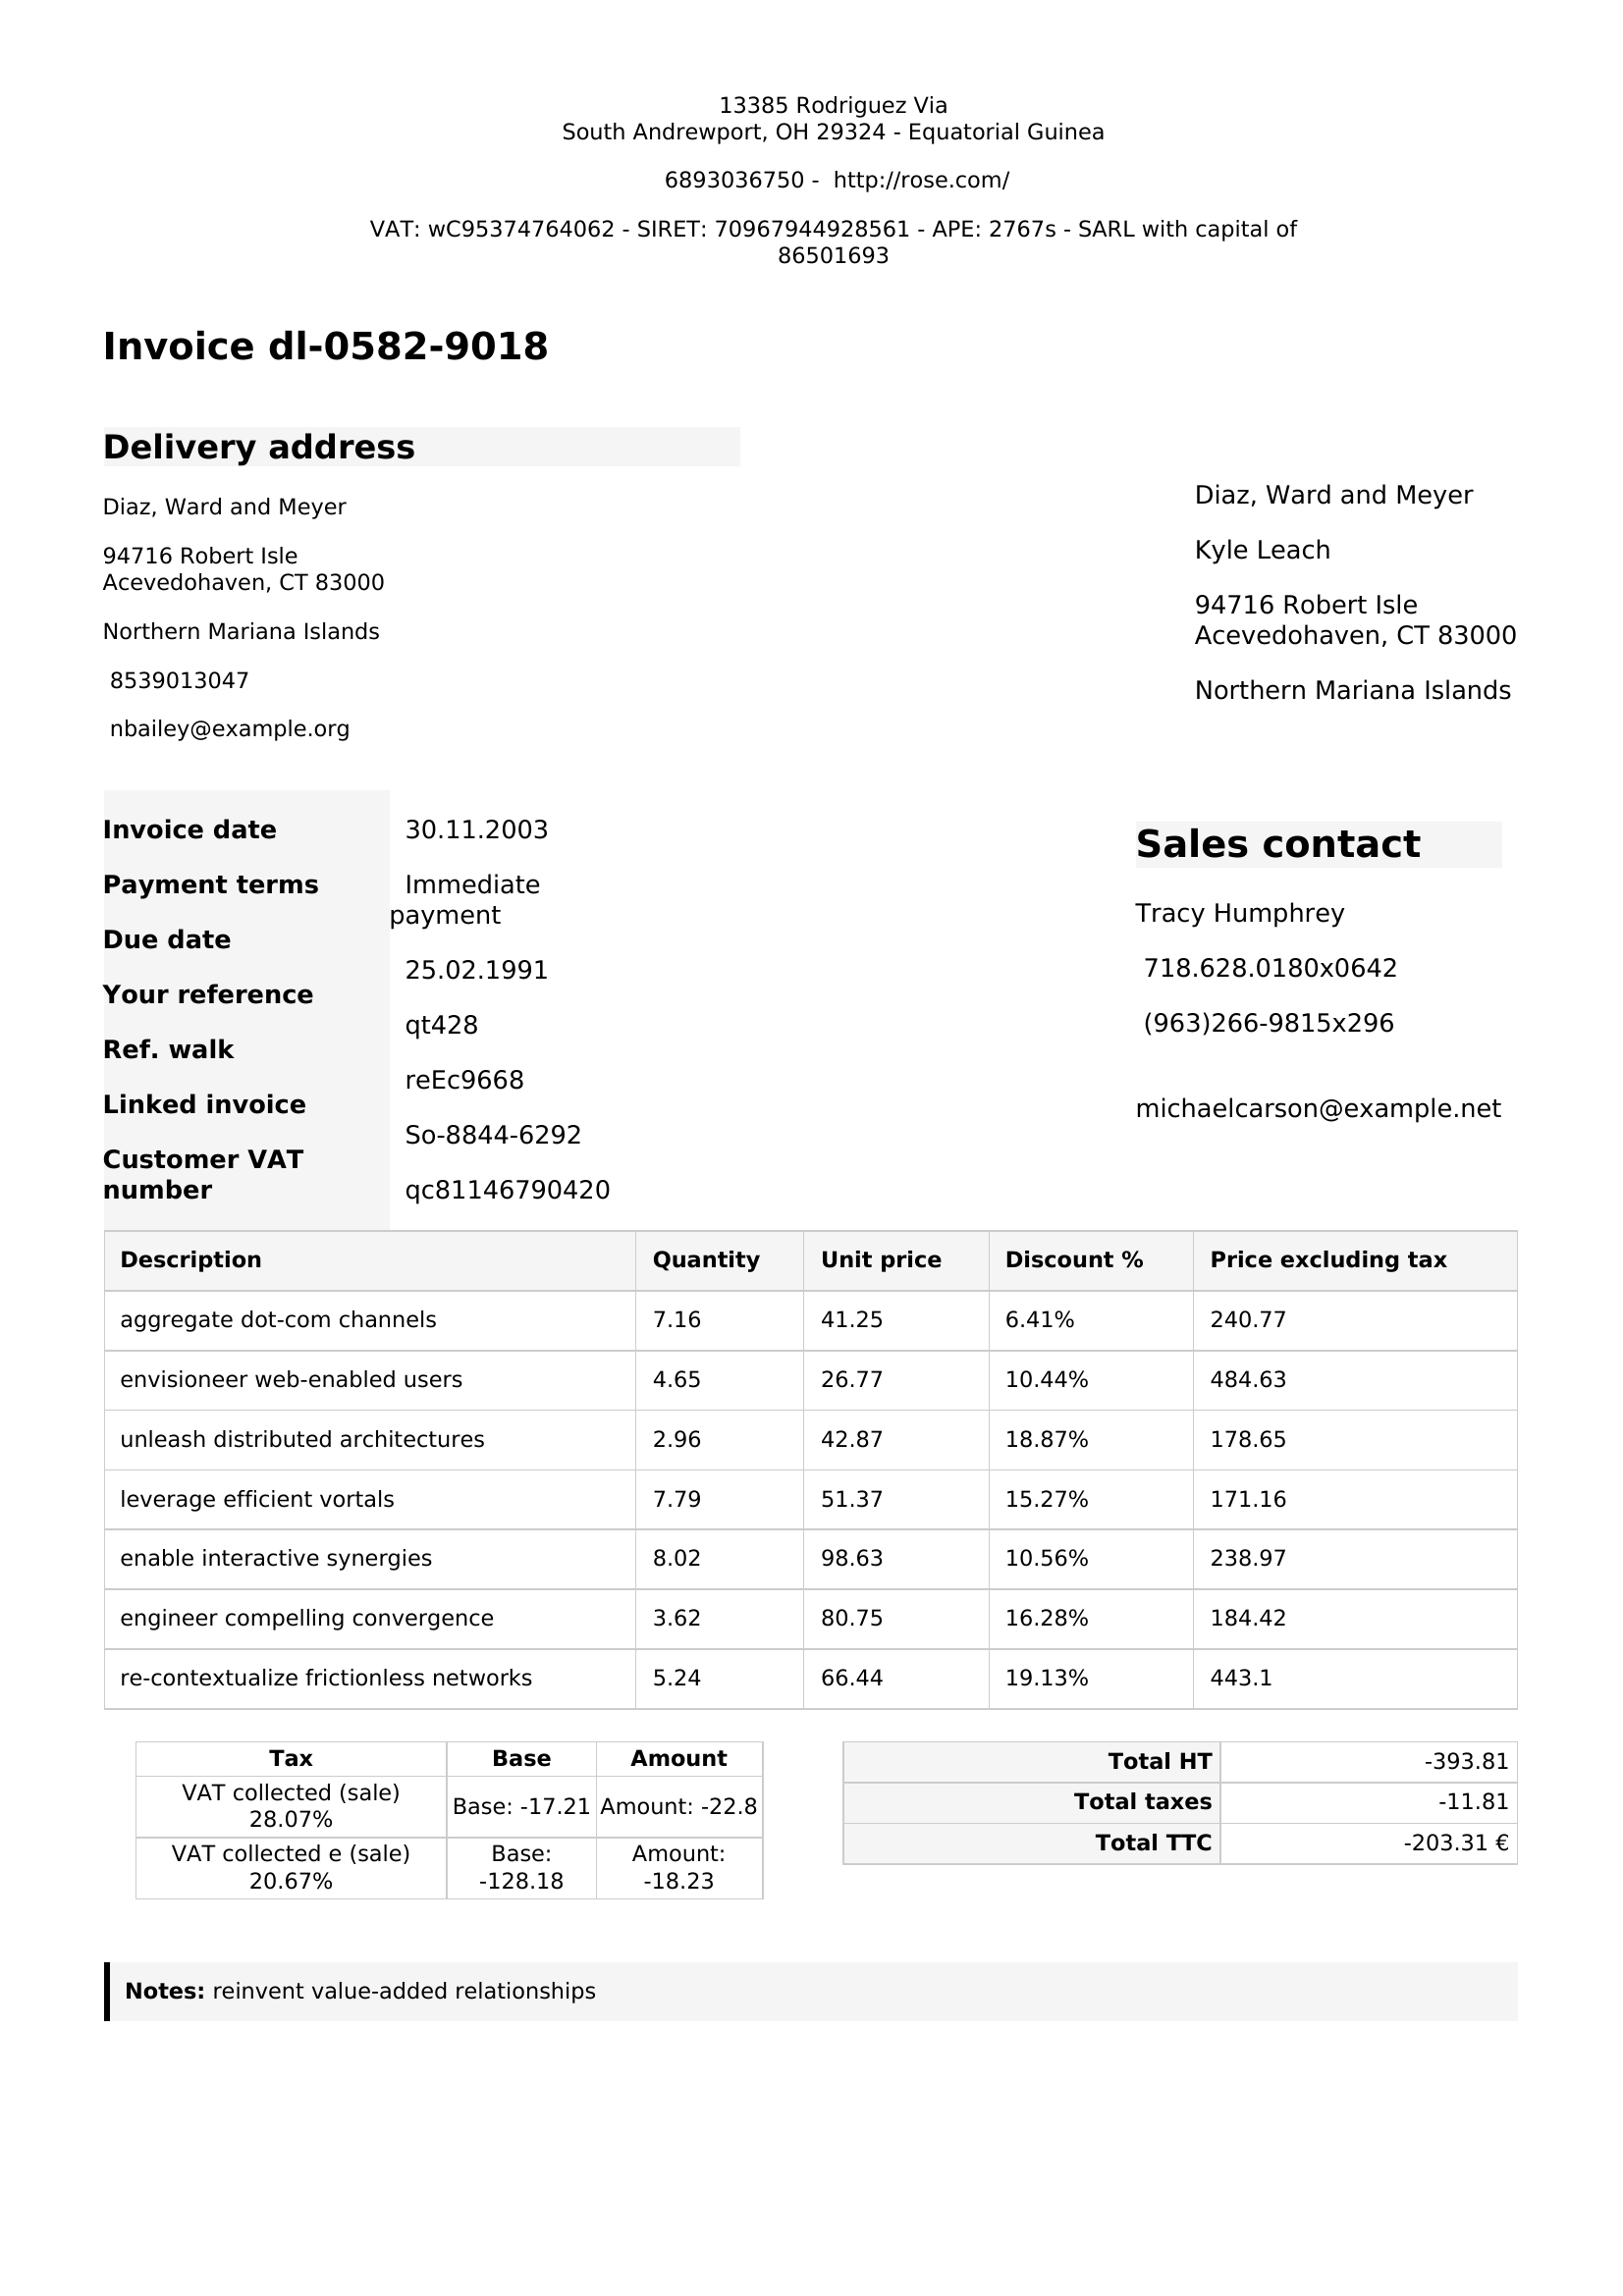 13385 Rodriguez Via
South Andrewport, OH 29324 - Equatorial Guinea
6893036750 - http://rose.com/
VAT: wC95374764062 - SIRET: 70967944928561 - APE: 2767s - SARL with capital of
86501693
Invoice dl-0582-9018
Delivery address
Diaz, Ward and Meyer
94716 Robert Isle
Acevedohaven, CT 83000
Northern Mariana Islands
8539013047
nbailey@example.org
Diaz, Ward and Meyer
Kyle Leach
94716 Robert Isle
Acevedohaven, CT 83000
Northern Mariana Islands
Invoice date
Payment terms
Due date
Your reference
Ref. walk
Linked invoice
Customer VAT
number
30.11.2003
Immediate
payment
25.02.1991
qt428
reEc9668
So-8844-6292
qc81146790420
Sales contact
Tracy Humphrey
718.628.0180x0642
(963)266-9815x296
michaelcarson@example.net
Description Quantity Unit price Discount % Price excluding tax
aggregate dot-com channels 7.16 41.25 6.41% 240.77
envisioneer web-enabled users 4.65 26.77 10.44% 484.63
unleash distributed architectures 2.96 42.87 18.87% 178.65
leverage efficient vortals 7.79 51.37 15.27% 171.16
enable interactive synergies 8.02 98.63 10.56% 238.97
engineer compelling convergence 3.62 80.75 16.28% 184.42
re-contextualize frictionless networks 5.24 66.44 19.13% 443.1
Tax Base Amount
VAT collected (sale)
28.07%
Base: -17.21 Amount: -22.8
VAT collected e (sale)
20.67%
Base:
-128.18
Amount:
-18.23
Total HT -393.81
Total taxes -11.81
Total TTC -203.31 €
Notes: reinvent value-added relationships